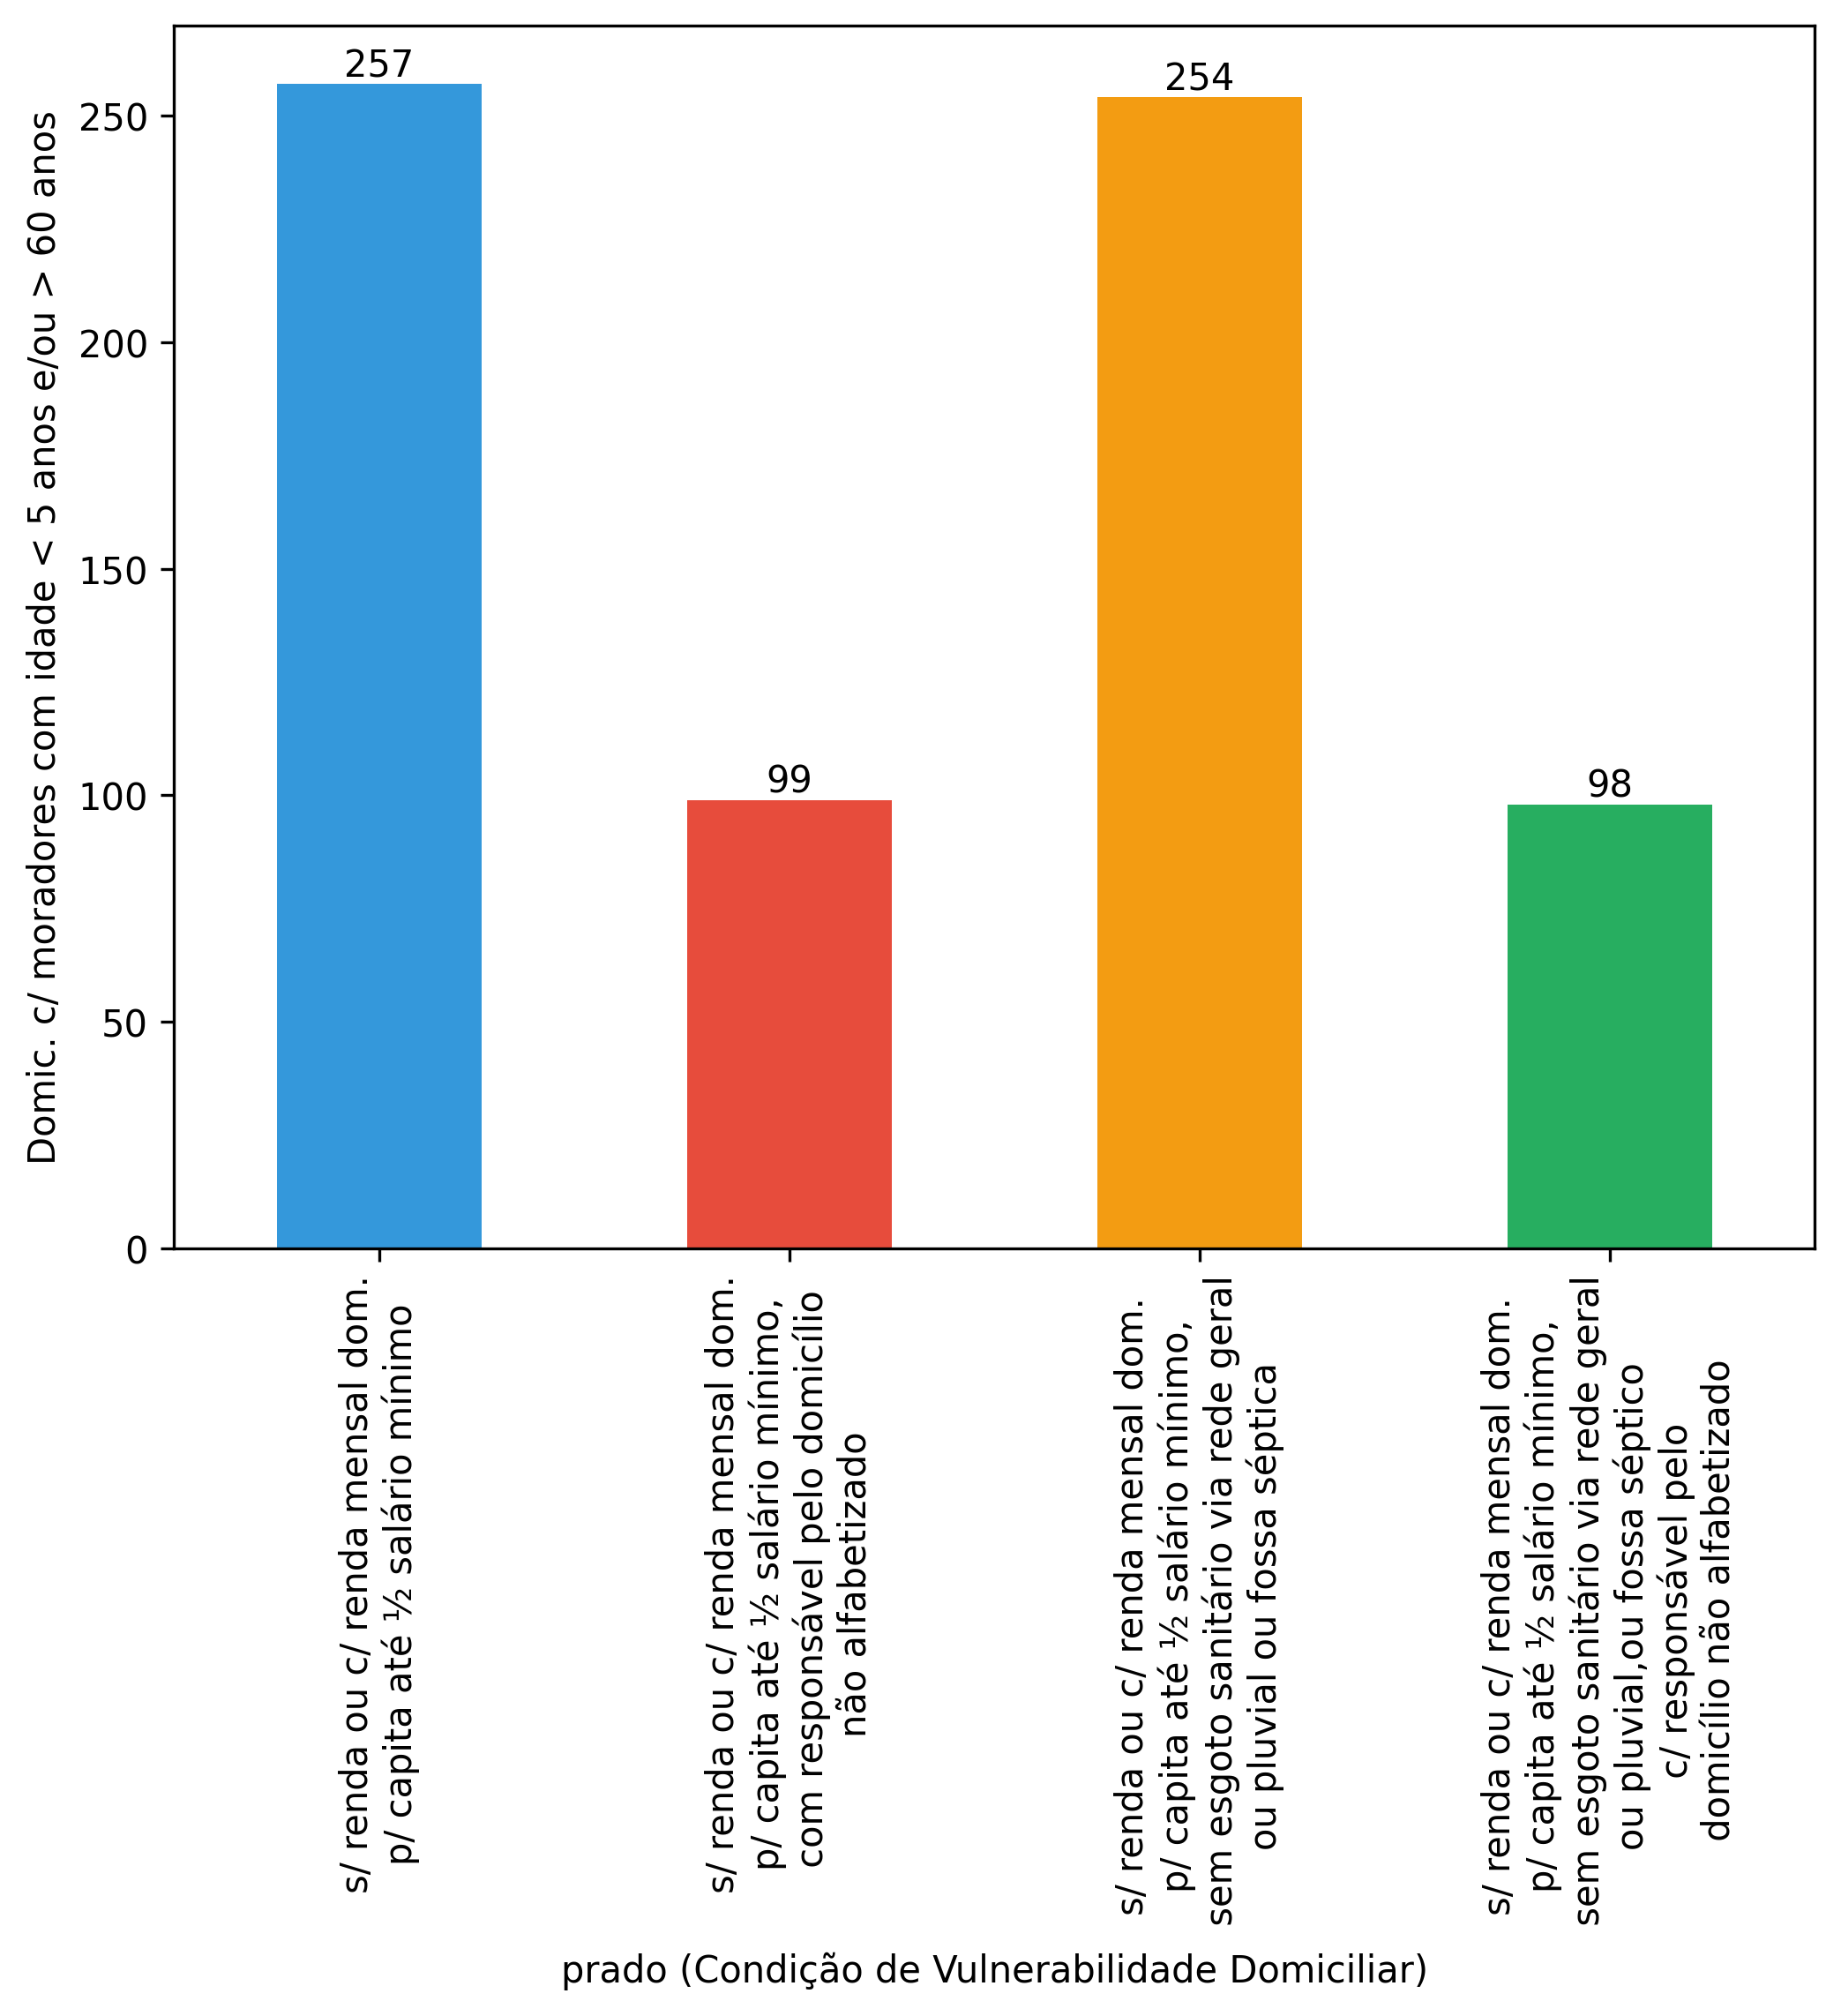 257
254
99
98
250
200
150
100
50
0
Domic. c/ moradores com idade < 5 anos e/ou > 60 anos
s/ renda ou c/ renda mensal dom.
p/ capita até ½ salário mínimo
s/ renda ou c/ renda mensal dom.
p/ capita até ½ salário mínimo,
com responsável pelo domicílio
não alfabetizado
s/ renda ou c/ renda mensal dom.
p/ capita até ½ salário mínimo,
sem esgoto sanitário via rede geral
ou pluvial ou fossa séptica
s/ renda ou c/ renda mensal dom.
p/ capita até ½ salário mínimo,
sem esgoto sanitário via rede geral
ou pluvial,ou fossa séptico
c/ responsável pelo
domicílio não alfabetizado
prado (Condição de Vulnerabilidade Domiciliar)